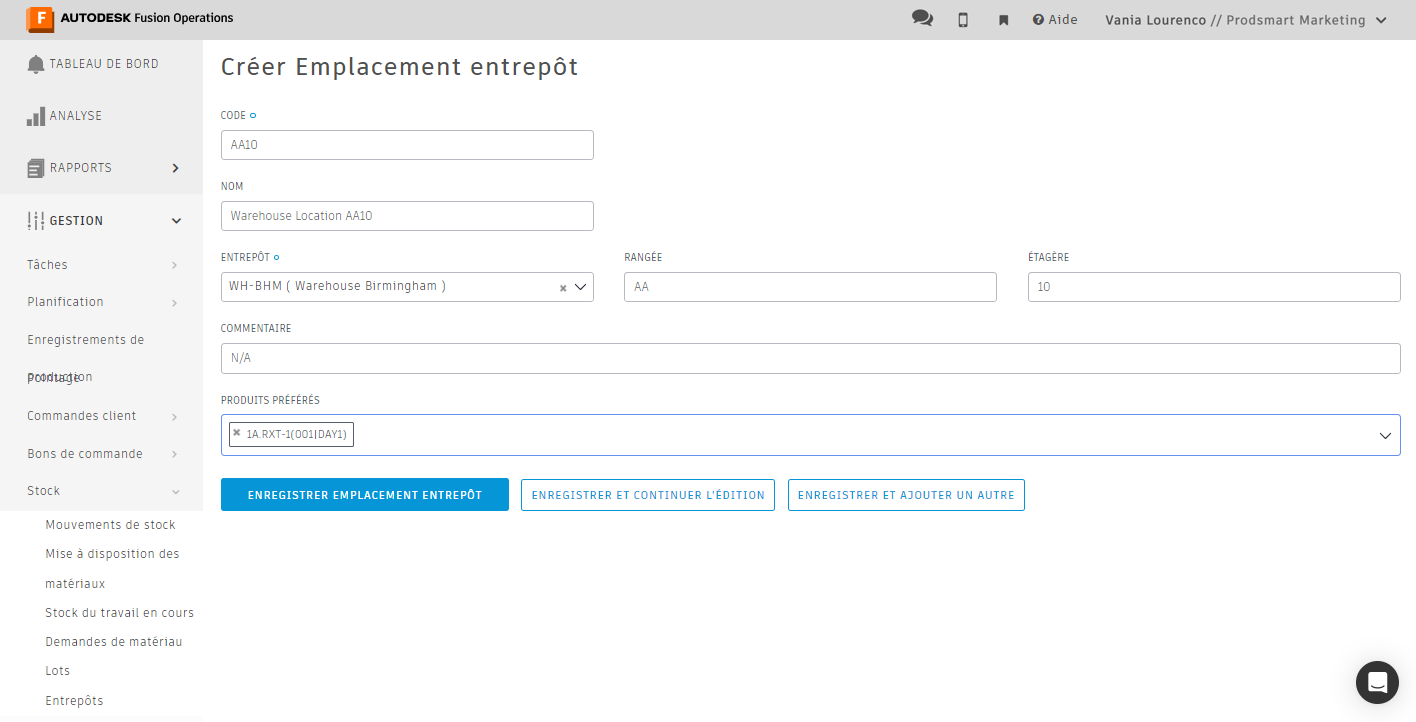 F AUTODESK Fusion Operations
Aide
Vania Lourenco // Prodsmart Marketing
TABLEAU DE BORD
ANALYSE
RAPPORTS
GESTION
Tâches
Planification
Enregistrements de
production
Pointage
Commandes client
Bons de commande
Stock
Mouvements de stock
Mise à disposition des
matériaux
Stock du travail en cours
Demandes de matériau
Lots
Entrepôts
Créer Emplacement entrepôt
CODE
AA10
NOM
Warehouse Location AA10
ENTREPÔT
WH-BHM ( Warehouse Birmingham )
RANGÉE
AA
ÉTAGÈRE
10
COMMENTAIRE
N/A
PRODUITS PRÉFÉRÉS
1A.RXT-1(001|DAY1)
ENREGISTRER EMPLACEMENT ENTREPÔT
ENREGISTRER ET CONTINUER L'ÉDITION
ENREGISTRER ET AJOUTER UN AUTRE